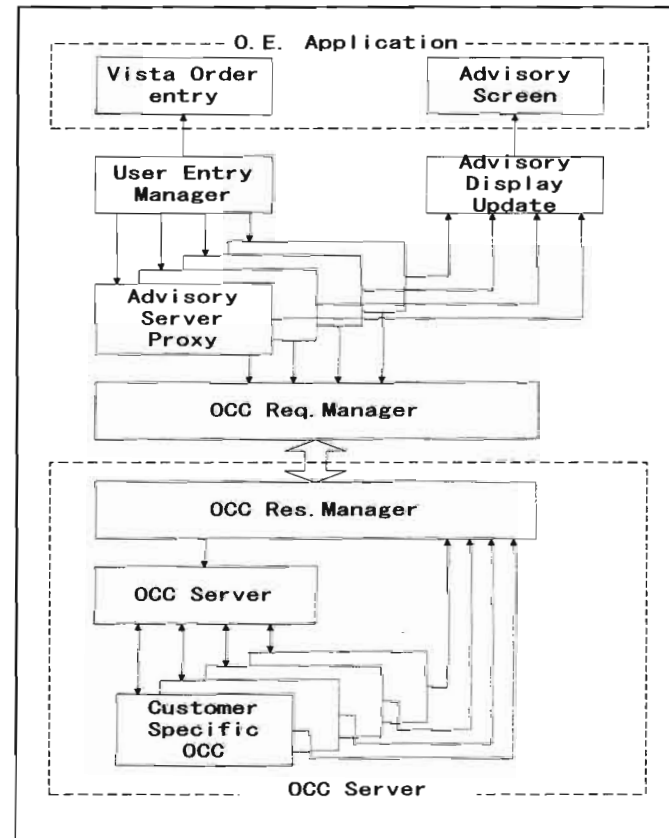 O.E. Application
Vista Order
entry
Advisory
Screen
User Entry
Manager
Advisory
Display
Update
Advisory
Server
Proxy
OCC Req.Manager
OCC Res.Manager
OCC Server
Customer
Specific
OCC
OCC Server